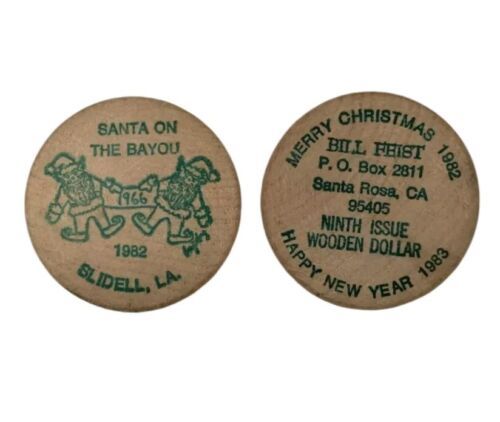 SANTA ON
THE BAYOU
1966
1982
SLIDELL, LA.
MERRY CHRISTMAS 1982
BILL FEIST
P. O. Box 2811
Santa Rosa, CA
95405
NINTH ISSUE
WOODEN DOLLAR
HAPPY NEW YEAR 1983